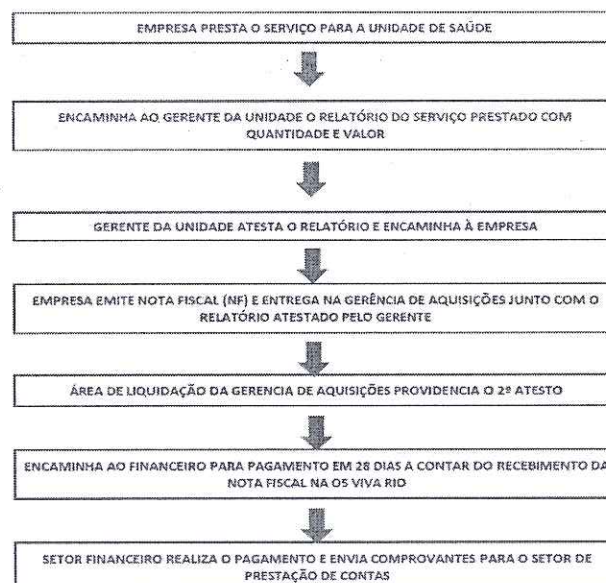 EMPRESA PRESTA O SERVIÇO PARA A UNIDADE DE SAÚDE
ENCAMINHA AO GERENTE DA UNIDADE O RELATÓRIO DO SERVIÇO PRESTADO COM
QUANTIDADE E VALOR
GERENTE DA UNIDADE ATESTA O RELATÓRIO E ENCAMINHA À EMPRESA
EMPRESA EMITE NOTA FISCAL (NF) E ENTREGA NA GERÊNCIA DE AQUISIÇÕES JUNTO COM O
RELATÓRIO ATESTADO PELO GERENTE
ÁREA DE LIQUIDAÇÃO DA GERENCIA DE AQUISIÇÕES PROVIDENCIA O 2º ATESTO
ENCAMINHA AO FINANCEIRO PARA PAGAMENTO EM 28 DIAS A CONTAR DO RECEBIMENTO DA
NOTA FISCAL NA OS VIVA RIO
SETOR FINANCEIRO REALIZA O PAGAMENTO E ENVIA COMPROVANTES PARA O SETOR DE
PRESTAÇÃO DE CONTAS